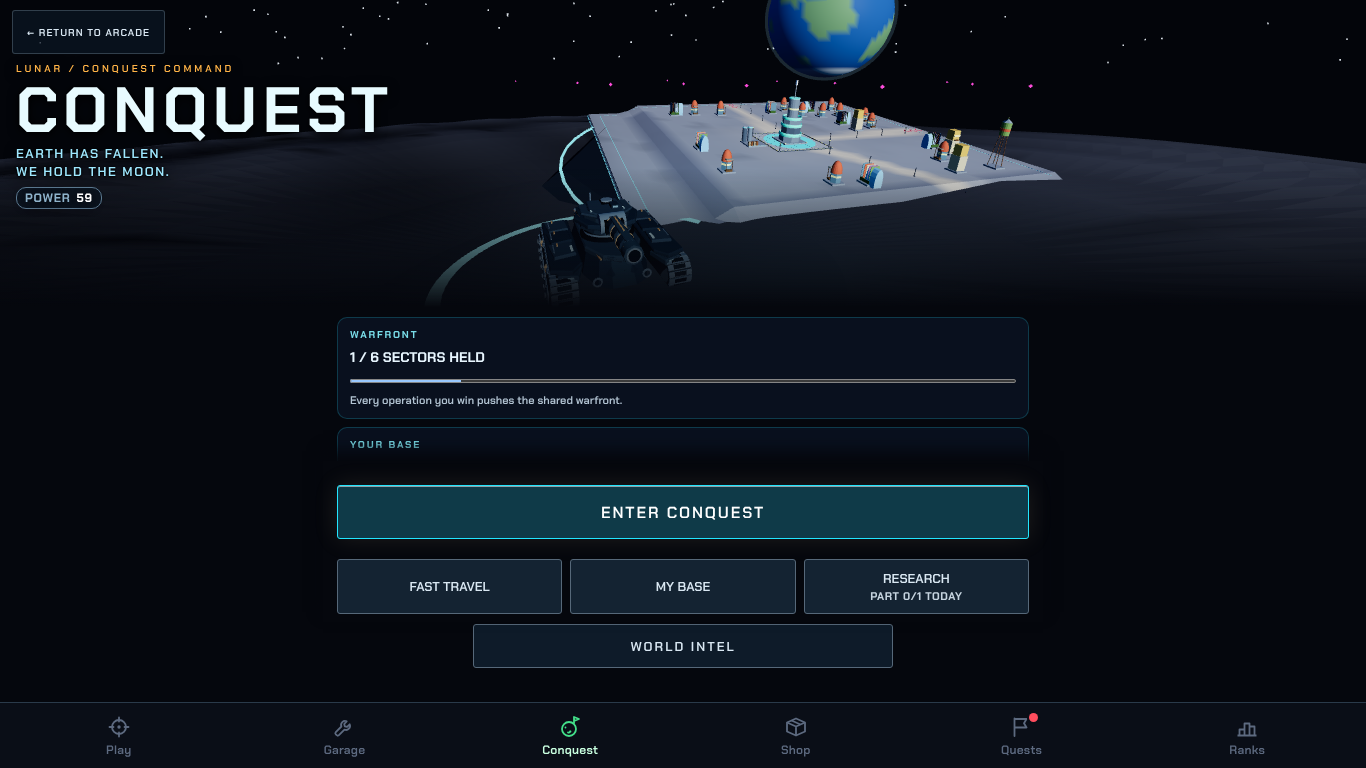 ← RETURN TO ARCADE
LUNAR / CONQUEST COMMAND
CONQUEST
EARTH HAS FALLEN.
WE HOLD THE MOON.
POWER 59
WARFRONT
1 / 6 SECTORS HELD
Every operation you win pushes the shared warfront.
YOUR BASE
ENTER CONQUEST
FAST TRAVEL
MY BASE
RESEARCH
PART 0/1 TODAY
WORLD INTEL
Play
Garage
Conquest
Shop
Quests
Ranks